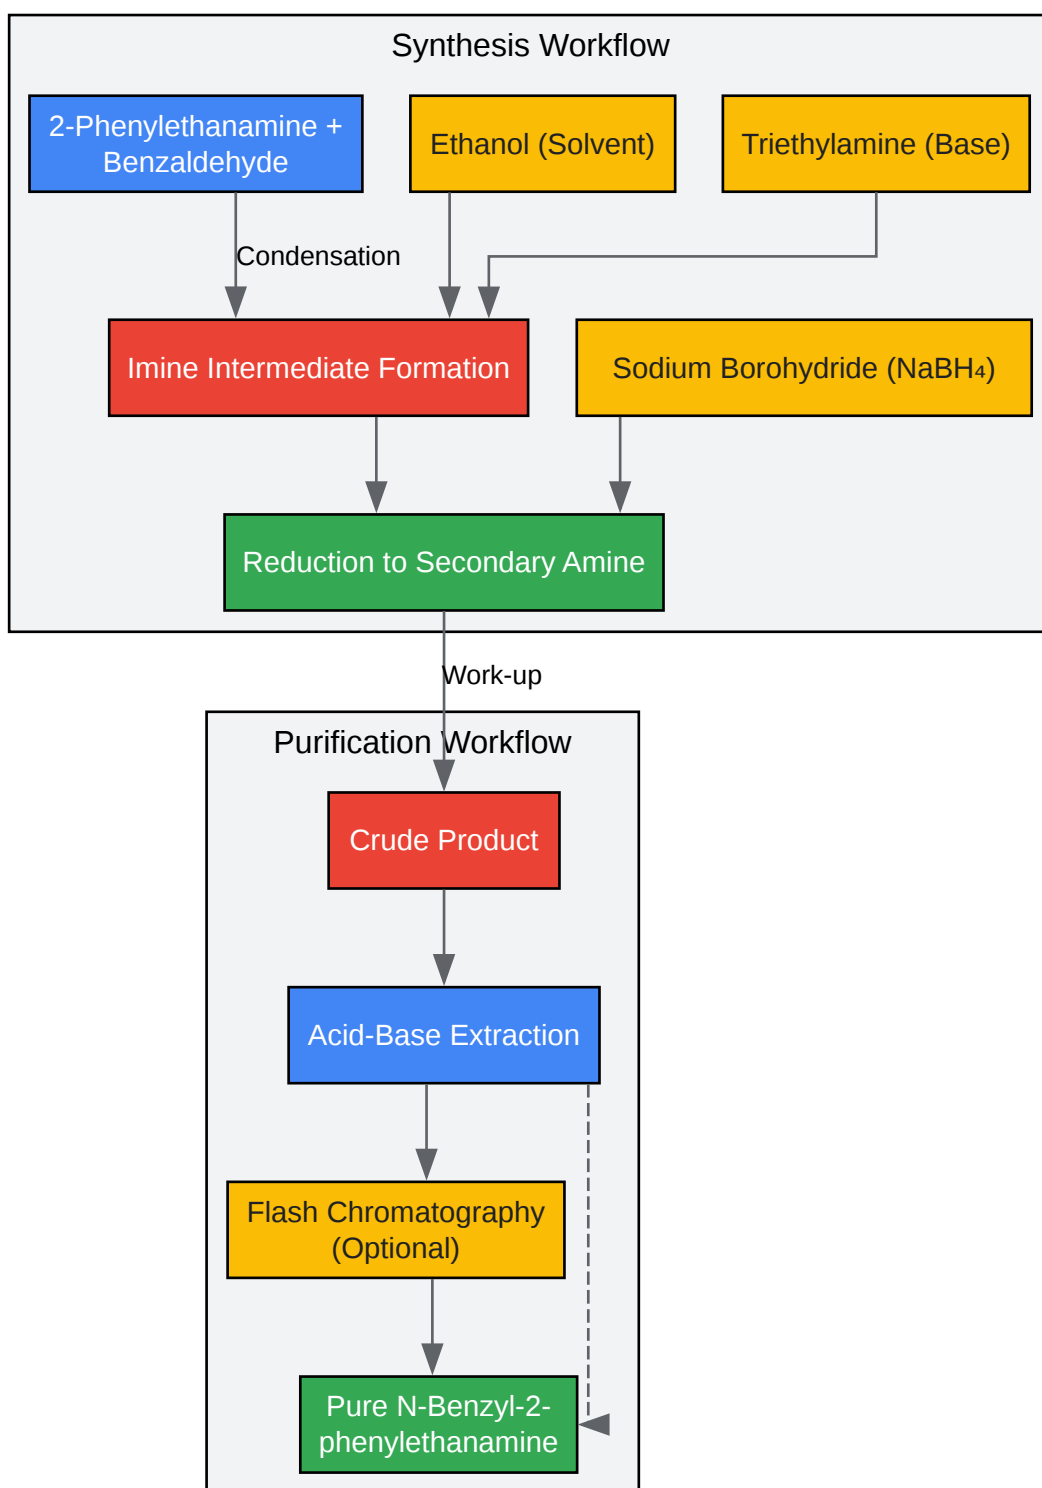 Synthesis Workflow
2-Phenylethanamine +
Benzaldehyde
Ethanol (Solvent)
Triethylamine (Base)
Condensation
Imine Intermediate Formation
Sodium Borohydride (NaBH₄)
Reduction to Secondary Amine
Work-up
Purification Workflow
Crude Product
Acid-Base Extraction
Flash Chromatography
(Optional)
Pure N-Benzyl-2-
phenylethanamine